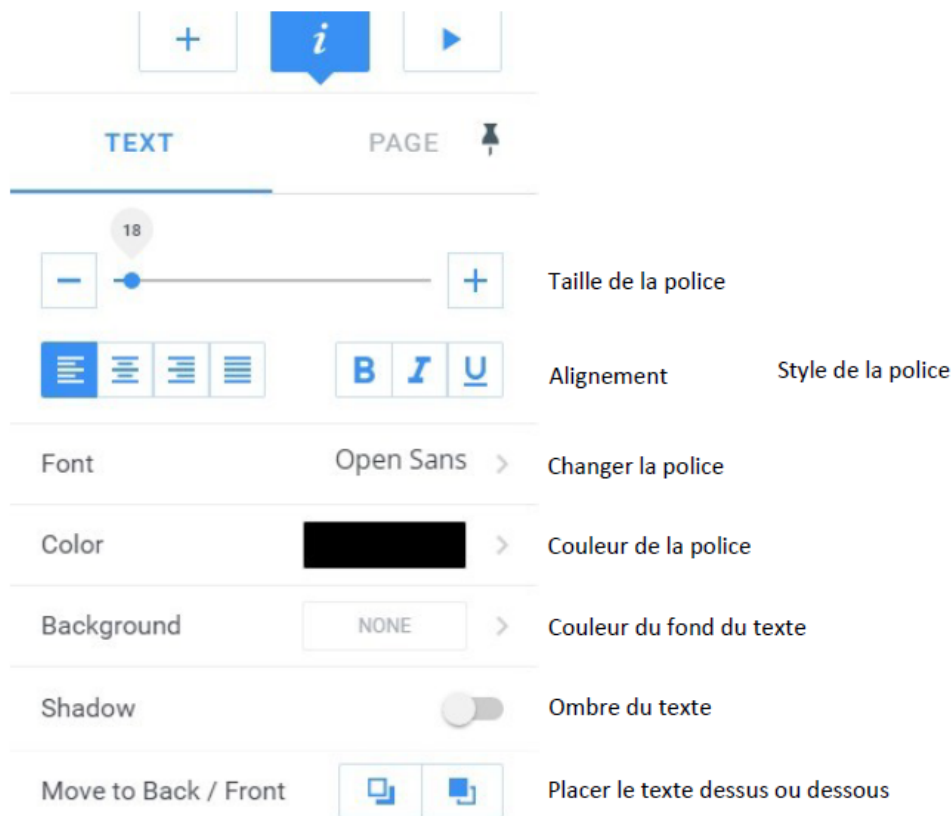 i
TEXT PAGE
18
Taille de la police
B I U Alignement Style de la police
Font Open Sans Changer la police
Color Couleur de la police
Background NONE Couleur du fond du texte
Shadow Ombre du texte
Move to Back / Front Placer le texte dessus ou dessous